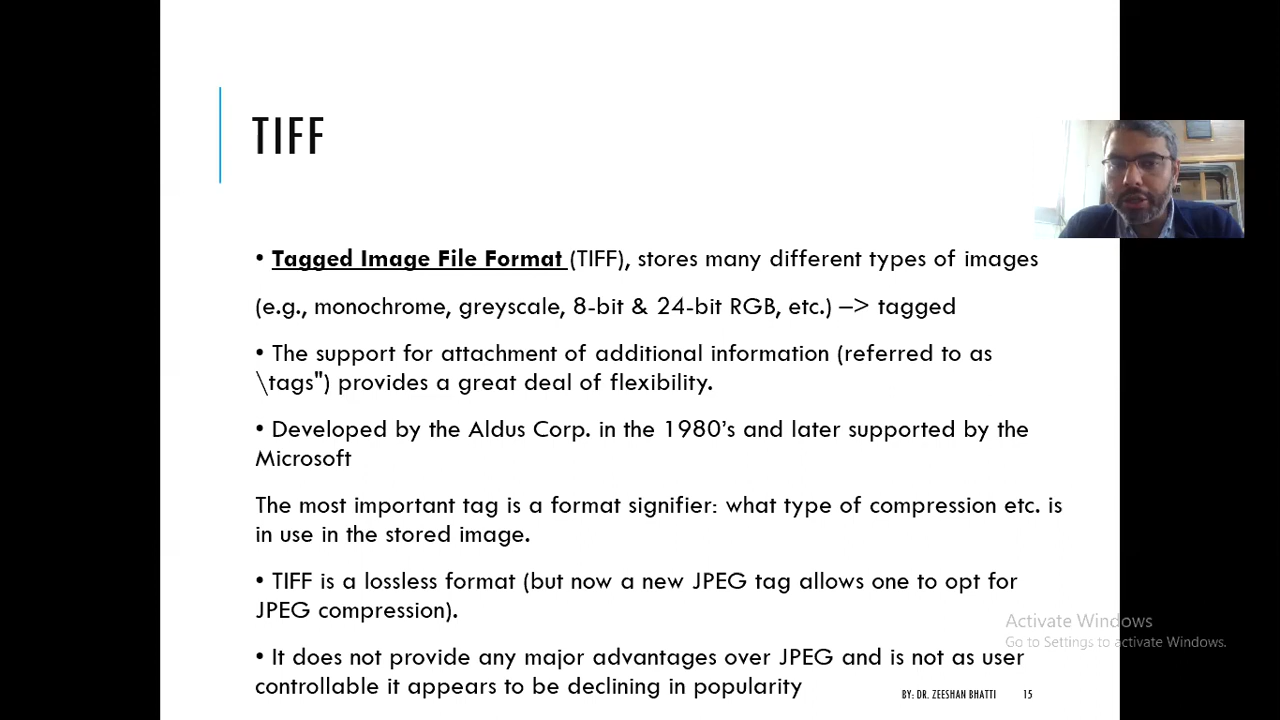 TIFF
• Tagged Image File Format (TIFF), stores many different types of images
(e.g., monochrome, greyscale, 8-bit & 24-bit RGB, etc.) –> tagged
• The support for attachment of additional information (referred to as
\tags") provides a great deal of flexibility.
• Developed by the Aldus Corp. in the 1980’s and later supported by the
Microsoft
The most important tag is a format signifier: what type of compression etc. is
in use in the stored image.
• TIFF is a lossless format (but now a new JPEG tag allows one to opt for
JPEG compression).
Activate Windows
Go to Settings to activate Windows.
• It does not provide any major advantages over JPEG and is not as user
controllable it appears to be declining in popularity
BY: DR. ZEESHAN BHATTI 15